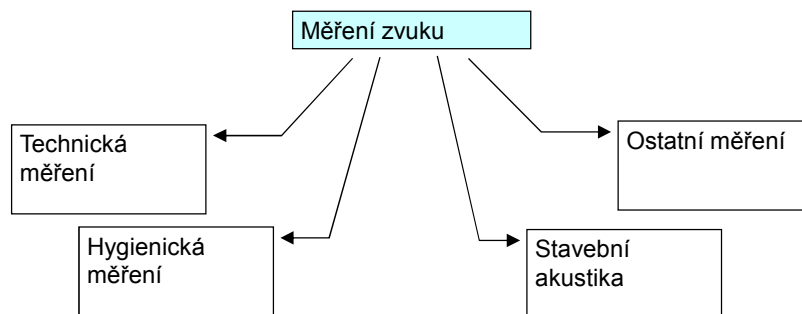 Měření zvuku
Technická
měření
Ostatní měření
Hygienická
měření
Stavební
akustika